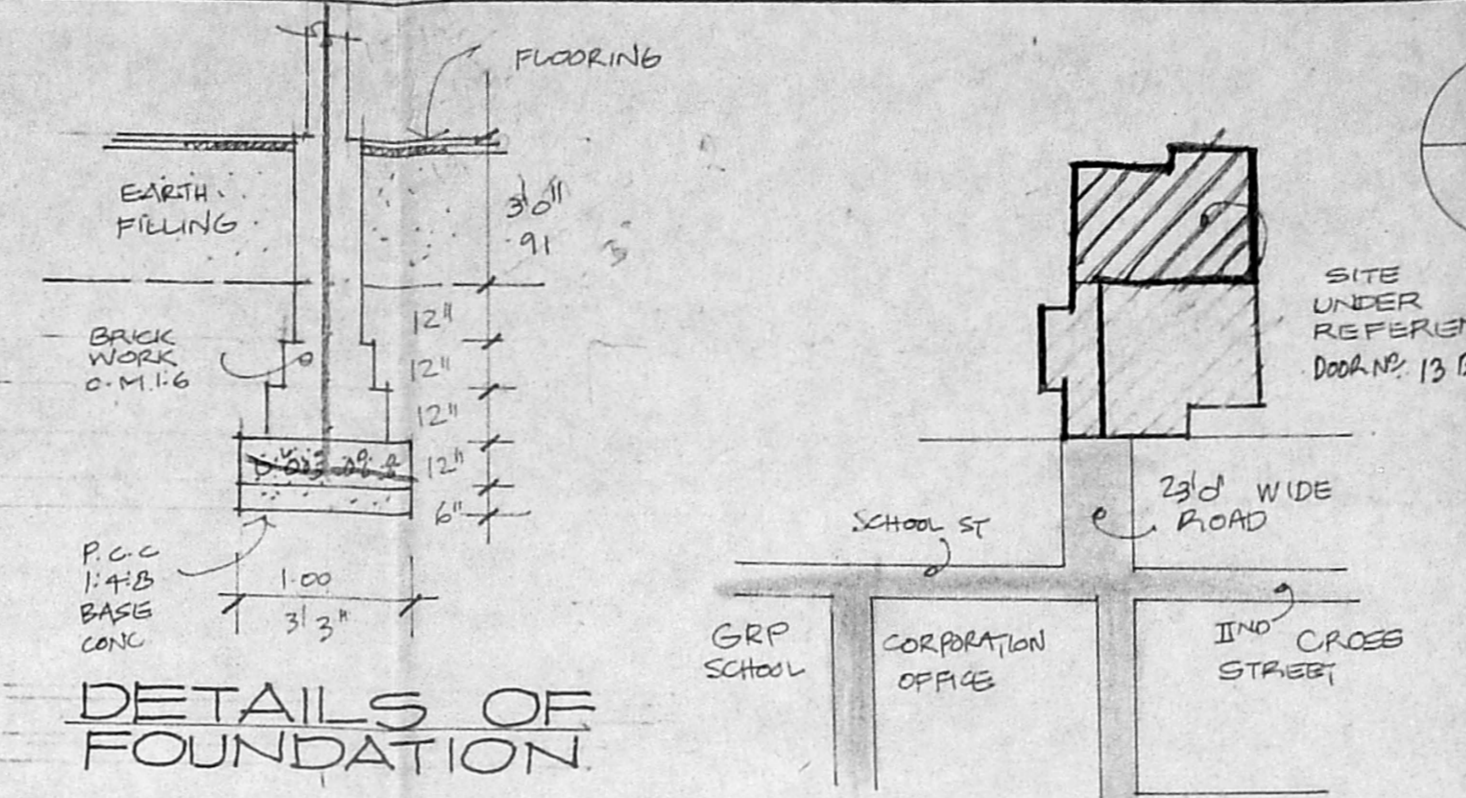 FLOORING
EARTH
FILLING
3'0"
91
BRICK
WORK
C.M.1:6
12"
12"
12"
12"
6"
P.C.C
1:4:8
BASE
CONC
1.00
3'3"
DETAILS OF
FOUNDATION.
SITE
UNDER
REFEREN
DOOR Nº. 13
23'0" WIDE
ROAD
SCHOOL ST
GRP
SCHOOL
CORPORATION
OFFICE
IIND CROSS
STREET